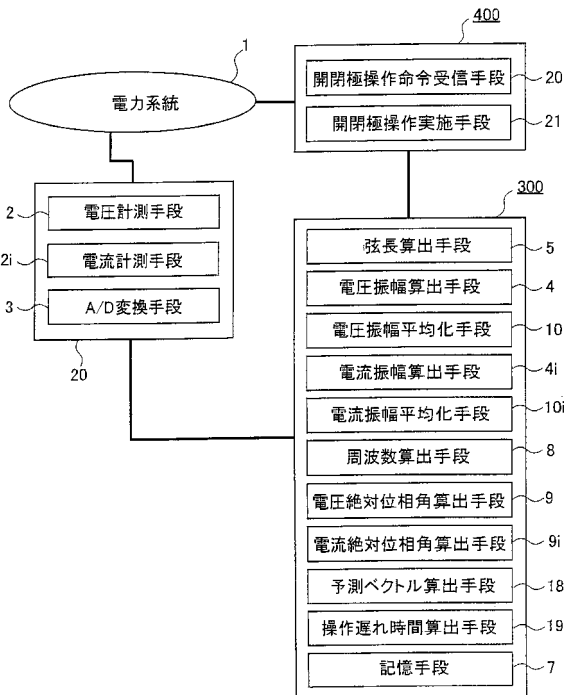 400
1
電力系統
開閉極操作命令受信手段
20
開閉極操作実施手段
21
2
電圧計測手段
2i
電流計測手段
3
A/D変換手段
20
300
弦長算出手段
5
電圧振幅算出手段
4
電圧振幅平均化手段
10
電流振幅算出手段
4i
電流振幅平均化手段
10i
周波数算出手段
8
電圧絶対位相角算出手段
9
電流絶対位相角算出手段
9i
予測ベクトル算出手段
18
操作遅れ時間算出手段
19
記憶手段
7